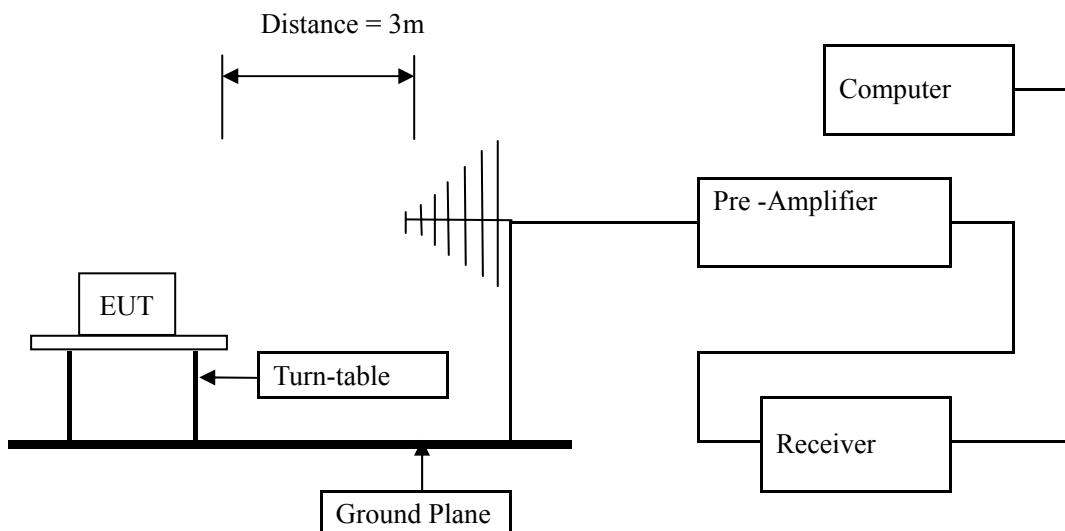 Distance = 3m
Computer
Pre -Amplifier
EUT
Turn-table
Receiver
Ground Plane